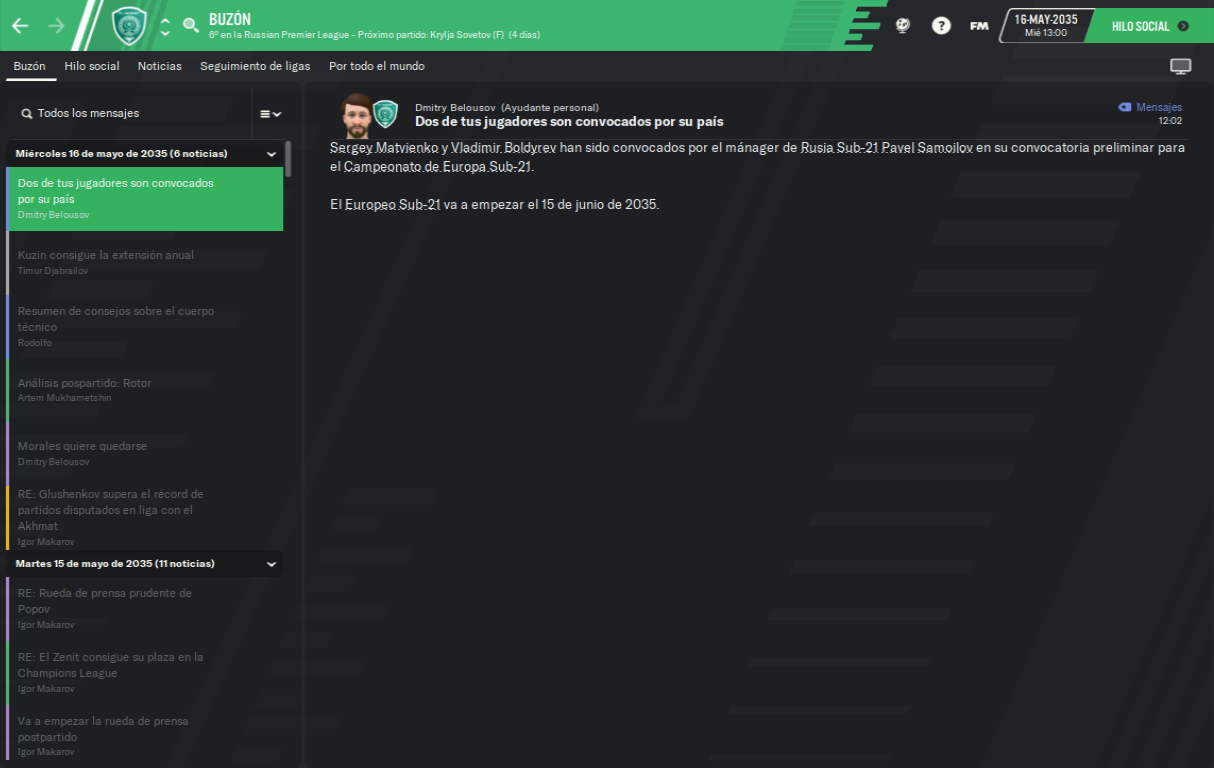 BUZÓN
6º en la Russian Premier League - Próximo partido: Krylja Sovetov (F) (4 días)
FM
16-MAY-2035
Mié 13:00
HILO SOCIAL
Buzón
Hilo social
Noticias
Seguimiento de ligas
Por todo el mundo
Todos los mensajes
Miércoles 16 de mayo de 2035 (6 noticias)
Dos de tus jugadores son convocados
por su país
Dmitry Belousov
Kuzin consigue la extensión anual
Timur Djabrailov
Resumen de consejos sobre el cuerpo
técnico
Rodolfo
Análisis pospartido: Rotor
Artem Mukhametshin
Morales quiere quedarse
Dmitry Belousov
RE: Glushenkov supera el récord de
partidos disputados en liga con el
Akhmat
Igor Makarov
Martes 15 de mayo de 2035 (11 noticias)
RE: Rueda de prensa prudente de
Popov
Igor Makarov
RE: El Zenit consigue su plaza en la
Champions League
Igor Makarov
Va a empezar la rueda de prensa
postpartido
Igor Makarov
Dmitry Belousov (Ayudante personal)
Dos de tus jugadores son convocados por su país
Mensajes
12:02
Sergey Matvienko y Vladimir Boldyrev han sido convocados por el mánager de Rusia Sub-21 Pavel Samojlov en su convocatoria preliminar para
el Campeonato de Europa Sub-21.
El Europeo Sub-21 va a empezar el 15 de junio de 2035.